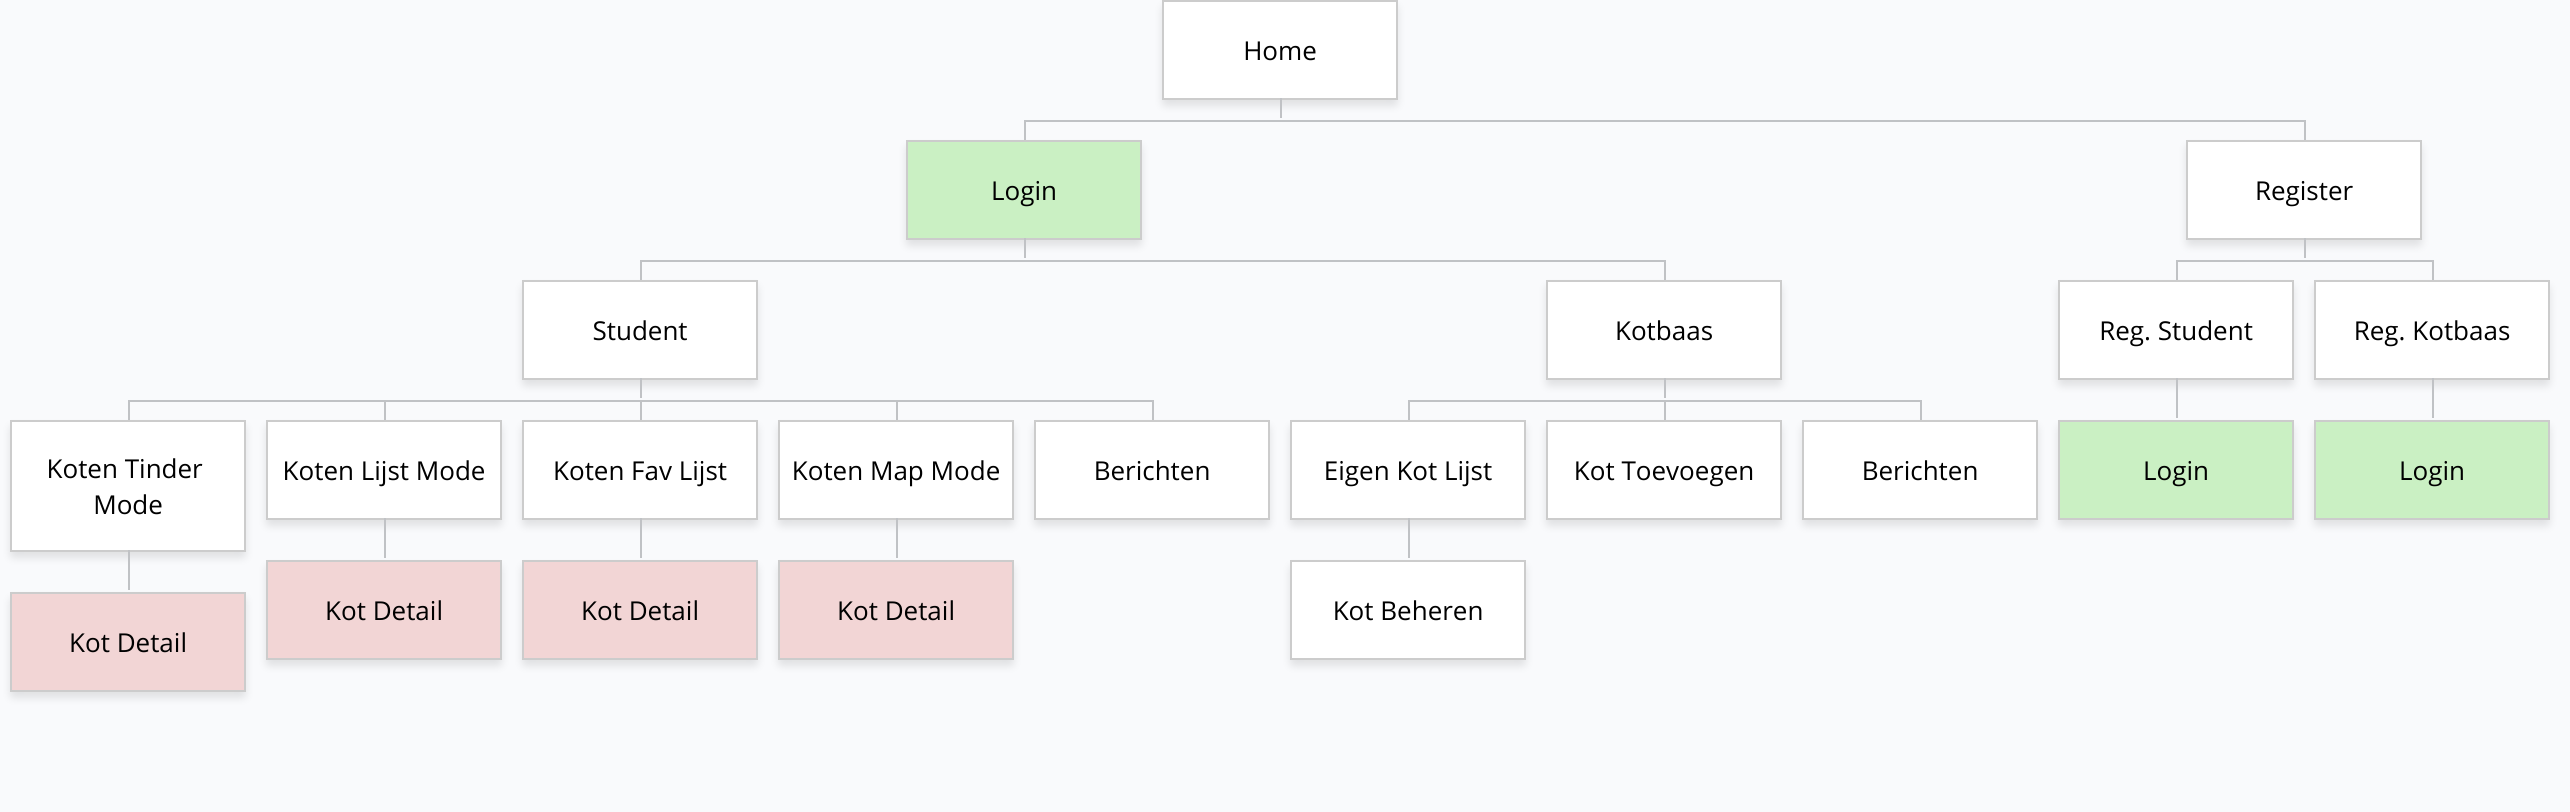 Home
Login
Register
Student
Kotbaas
Reg. Student
Reg. Kotbaas
Koten Tinder
Mode
Koten Lijst Mode
Koten Fav Lijst
Koten Map Mode
Berichten
Eigen Kot Lijst
Kot Toevoegen
Berichten
Login
Login
Kot Detail
Kot Detail
Kot Detail
Kot Detail
Kot Beheren